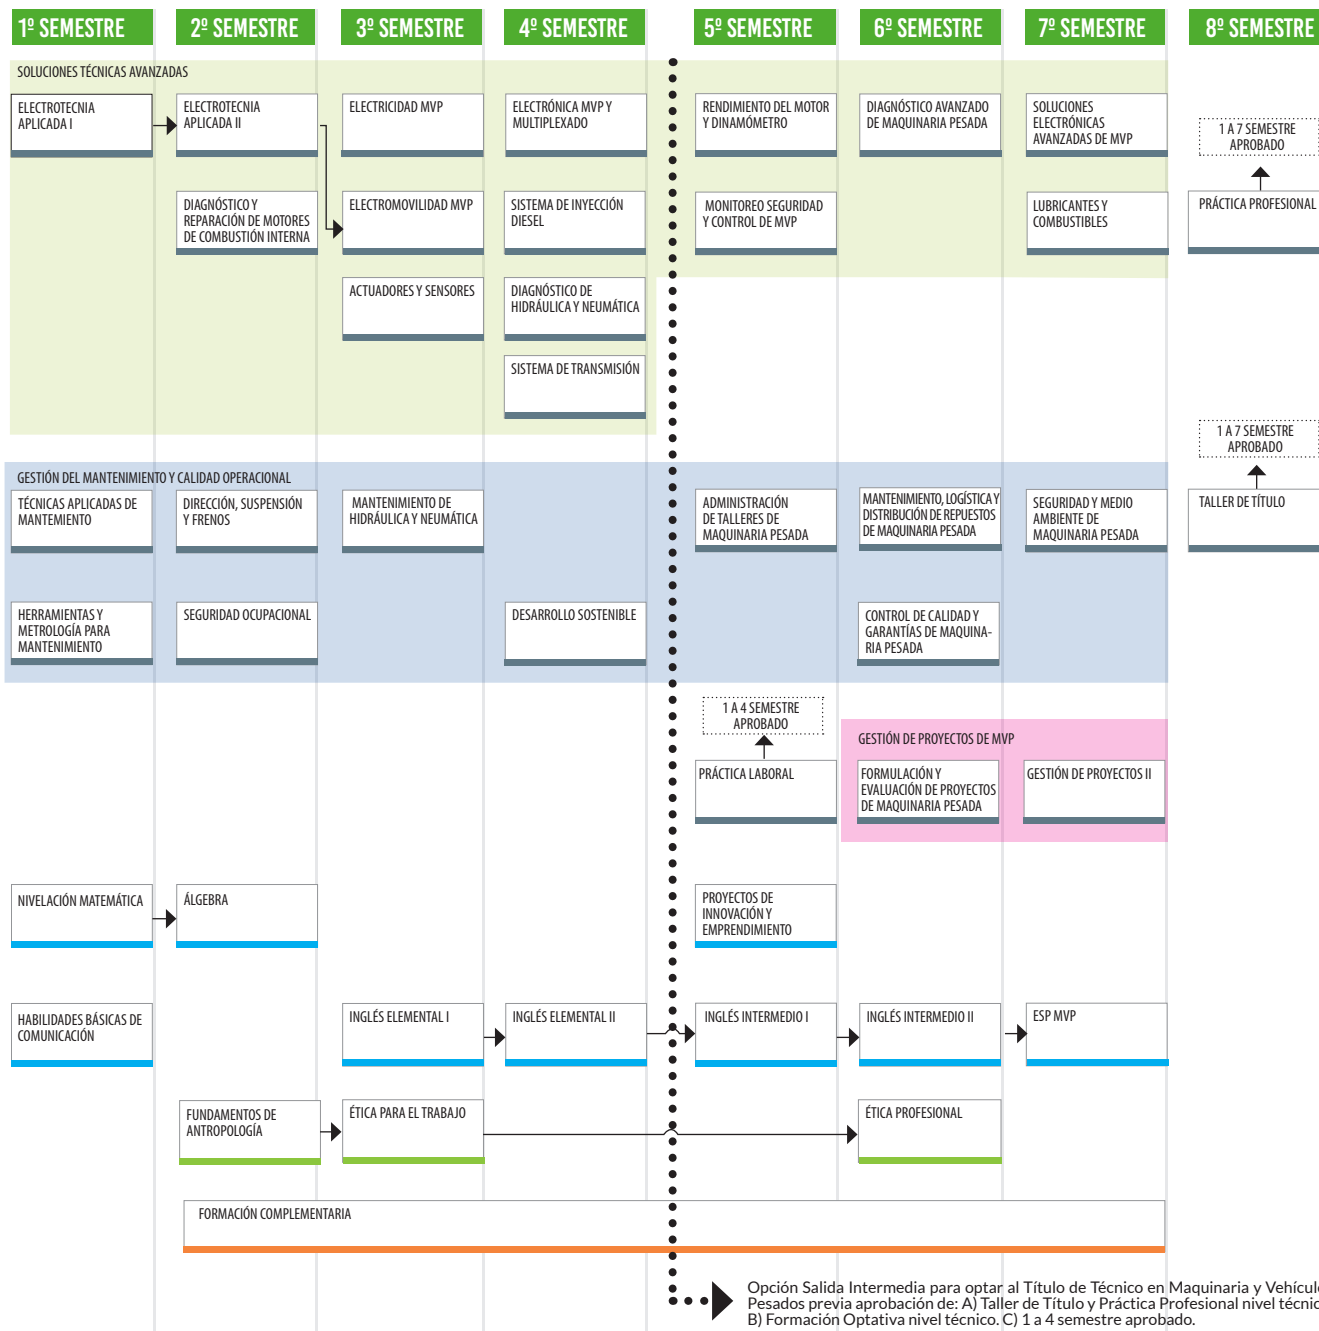 1º SEMESTRE
2º SEMESTRE
3º SEMESTRE
4º SEMESTRE
5º SEMESTRE
6º SEMESTRE
7º SEMESTRE
8º SEMESTRE
SOLUCIONES TÉCNICAS AVANZADAS
ELECTROTECNIA
APLICADA I
ELECTROTECNIA
APLICADA II
ELECTRICIDAD MVP
ELECTRÓNICA MVP Y
MULTIPLEXADO
RENDIMIENTO DEL MOTOR
Y DINAMÓMETRO
DIAGNÓSTICO AVANZADO
DE MAQUINARIA PESADA
SOLUCIONES
ELECTRÓNICAS
AVANZADAS DE MVP
1 A 7 SEMESTRE
APROBADO
DIAGNÓSTICO Y
REPARACIÓN DE MOTORES
DE COMBUSTIÓN INTERNA
ELECTROMOVILIDAD MVP
SISTEMA DE INYECCIÓN
DIESEL
MONITOREO SEGURIDAD
Y CONTROL DE MVP
LUBRICANTES Y
COMBUSTIBLES
PRÁCTICA PROFESIONAL
ACTUADORES Y SENSORES
DIAGNÓSTICO DE
HIDRÁULICA Y NEUMÁTICA
SISTEMA DE TRANSMISIÓN
1 A 7 SEMESTRE
APROBADO
GESTIÓN DEL MANTENIMIENTO Y CALIDAD OPERACIONAL
TÉCNICAS APLICADAS DE
MANTEMIENTO
DIRECCIÓN, SUSPENSIÓN
Y FRENOS
MANTENIMIENTO DE
HIDRÁULICA Y NEUMÁTICA
ADMINISTRACIÓN
DE TALLERES DE
MAQUINARIA PESADA
MANTENIMIENTO, LOGÍSTICA Y
DISTRIBUCIÓN DE REPUESTOS
DE MAQUINARIA PESADA
SEGURIDAD Y MEDIO
AMBIENTE DE
MAQUINARIA PESADA
TALLER DE TÍTULO
HERRAMIENTAS Y
METROLOGÍA PARA
MANTENIMIENTO
SEGURIDAD OCUPACIONAL
DESARROLLO SOSTENIBLE
CONTROL DE CALIDAD Y
GARANTÍAS DE MAQUINA-
RIA PESADA
1 A 4 SEMESTRE
APROBADO
GESTIÓN DE PROYECTOS DE MVP
PRÁCTICA LABORAL
FORMULACIÓN Y
EVALUACIÓN DE PROYECTOS
DE MAQUINARIA PESADA
GESTIÓN DE PROYECTOS II
NIVELACIÓN MATEMÁTICA
ÁLGEBRA
PROYECTOS DE
INNOVACIÓN Y
EMPRENDIMIENTO
HABILIDADES BÁSICAS DE
COMUNICACIÓN
INGLÉS ELEMENTAL I
INGLÉS ELEMENTAL II
INGLÉS INTERMEDIO I
INGLÉS INTERMEDIO II
ESP MVP
FUNDAMENTOS DE
ANTROPOLOGÍA
ÉTICA PARA EL TRABAJO
ÉTICA PROFESIONAL
FORMACIÓN COMPLEMENTARIA
Opción Salida Intermedia para optar al Título de Técnico en Maquinaria y Vehícul
Pesados previa aprobación de: A) Taller de Título y Práctica Profesional nivel técnic
B) Formación Optativa nivel técnico. C) 1 a 4 semestre aprobado.